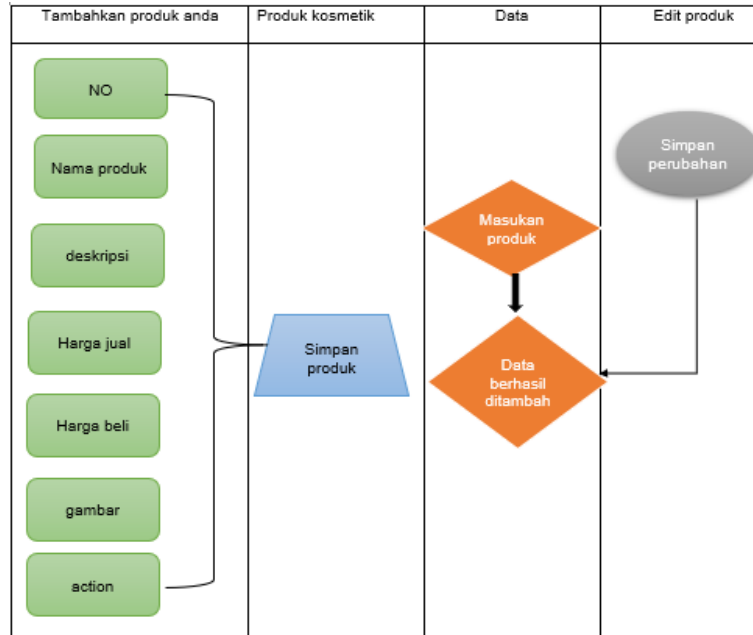 Tambahkan produk anda
Produk kosmetik
Data
Edit produk
NO
Nama produk
deskripsi
Harga jual
Harga beli
gambar
action
Simpan
produk
Masukan
produk
Data
berhasil
ditambah
Simpan
perubahan